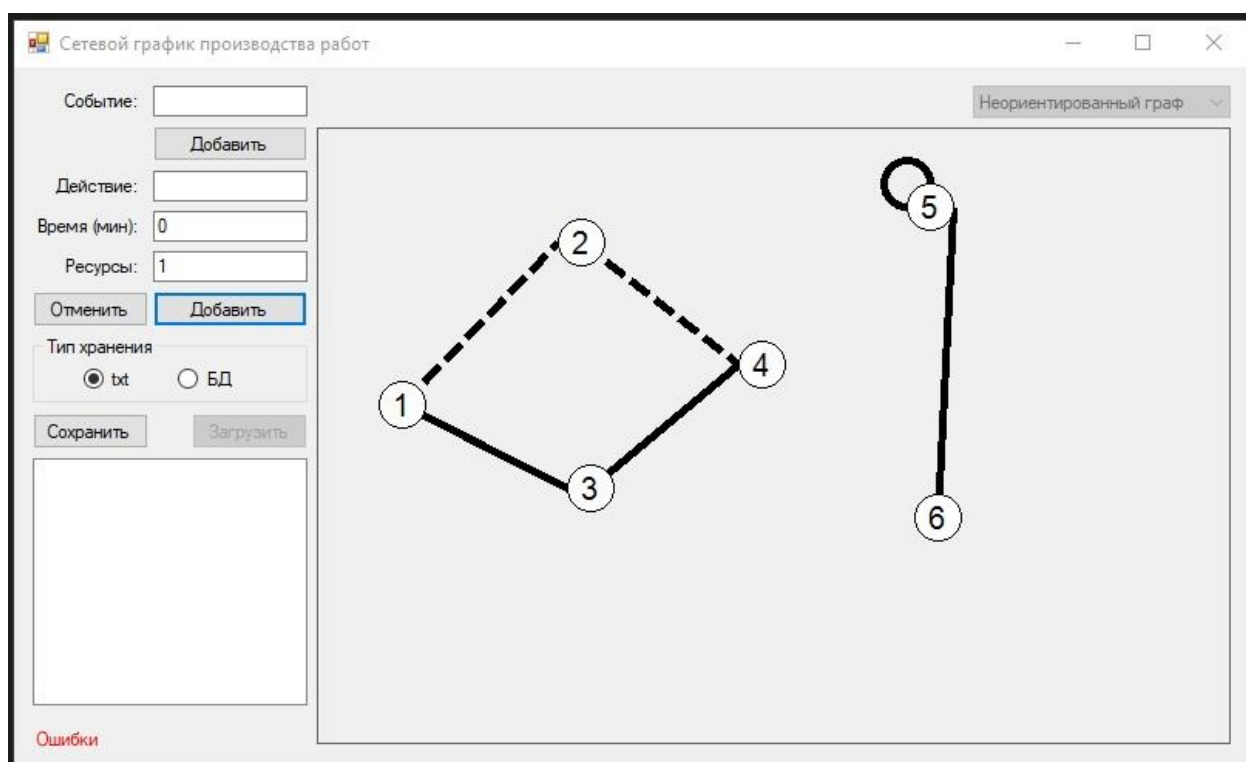 Сетевой график производства работ
Событие:
Неориентированный граф
Добавить
Действие:
Время (мин): 0
Ресурсы: 1
Отменить Добавить
Тип хранения
txt БД
Сохранить Загрузить
Ошибки
1
2
3
4
5
6